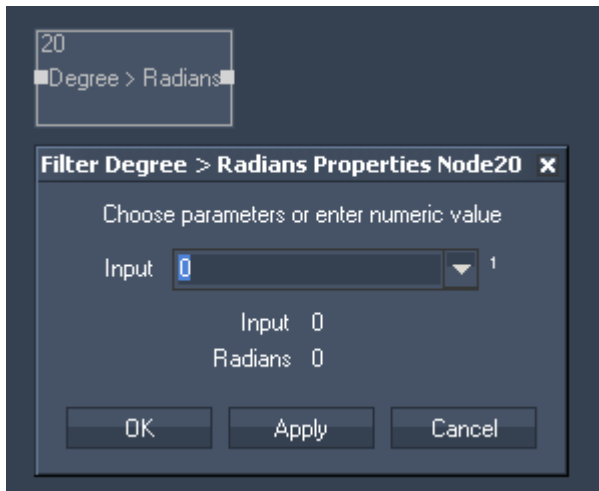 20
Degree > Radians
Filter Degree > Radians Properties Node20 x
Choose parameters or enter numeric value
Input 0 1
Input 0
Radians 0
OK Apply Cancel